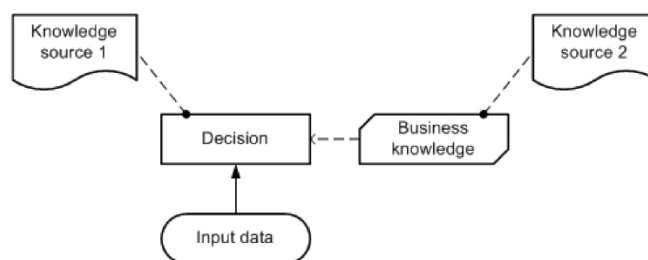 Knowledge
source 1
Knowledge
source 2
Decision
Business
knowledge
Input data